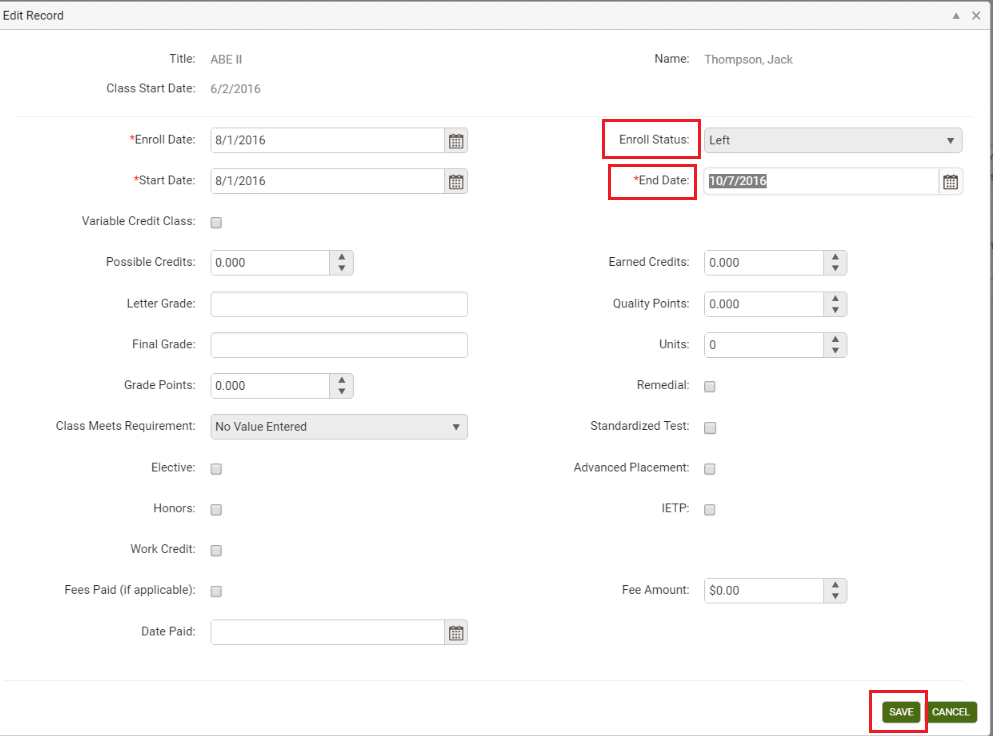 Edit Record
Title: ABE II Name: Thompson, Jack
Class Start Date: 6/2/2016
*Enroll Date: 8/1/2016 Enroll Status: Left
*Start Date: 8/1/2016 *End Date: 10/7/2016
Variable Credit Class:
Possible Credits: 0.000 Earned Credits: 0.000
Letter Grade: Quality Points: 0.000
Final Grade: Units: 0
Grade Points: 0.000 Remedial:
Class Meets Requirement: No Value Entered Standardized Test:
Elective: Advanced Placement:
Honors: IETP:
Work Credit:
Fees Paid (if applicable): Fee Amount: $0.00
Date Paid:
SAVE CANCEL